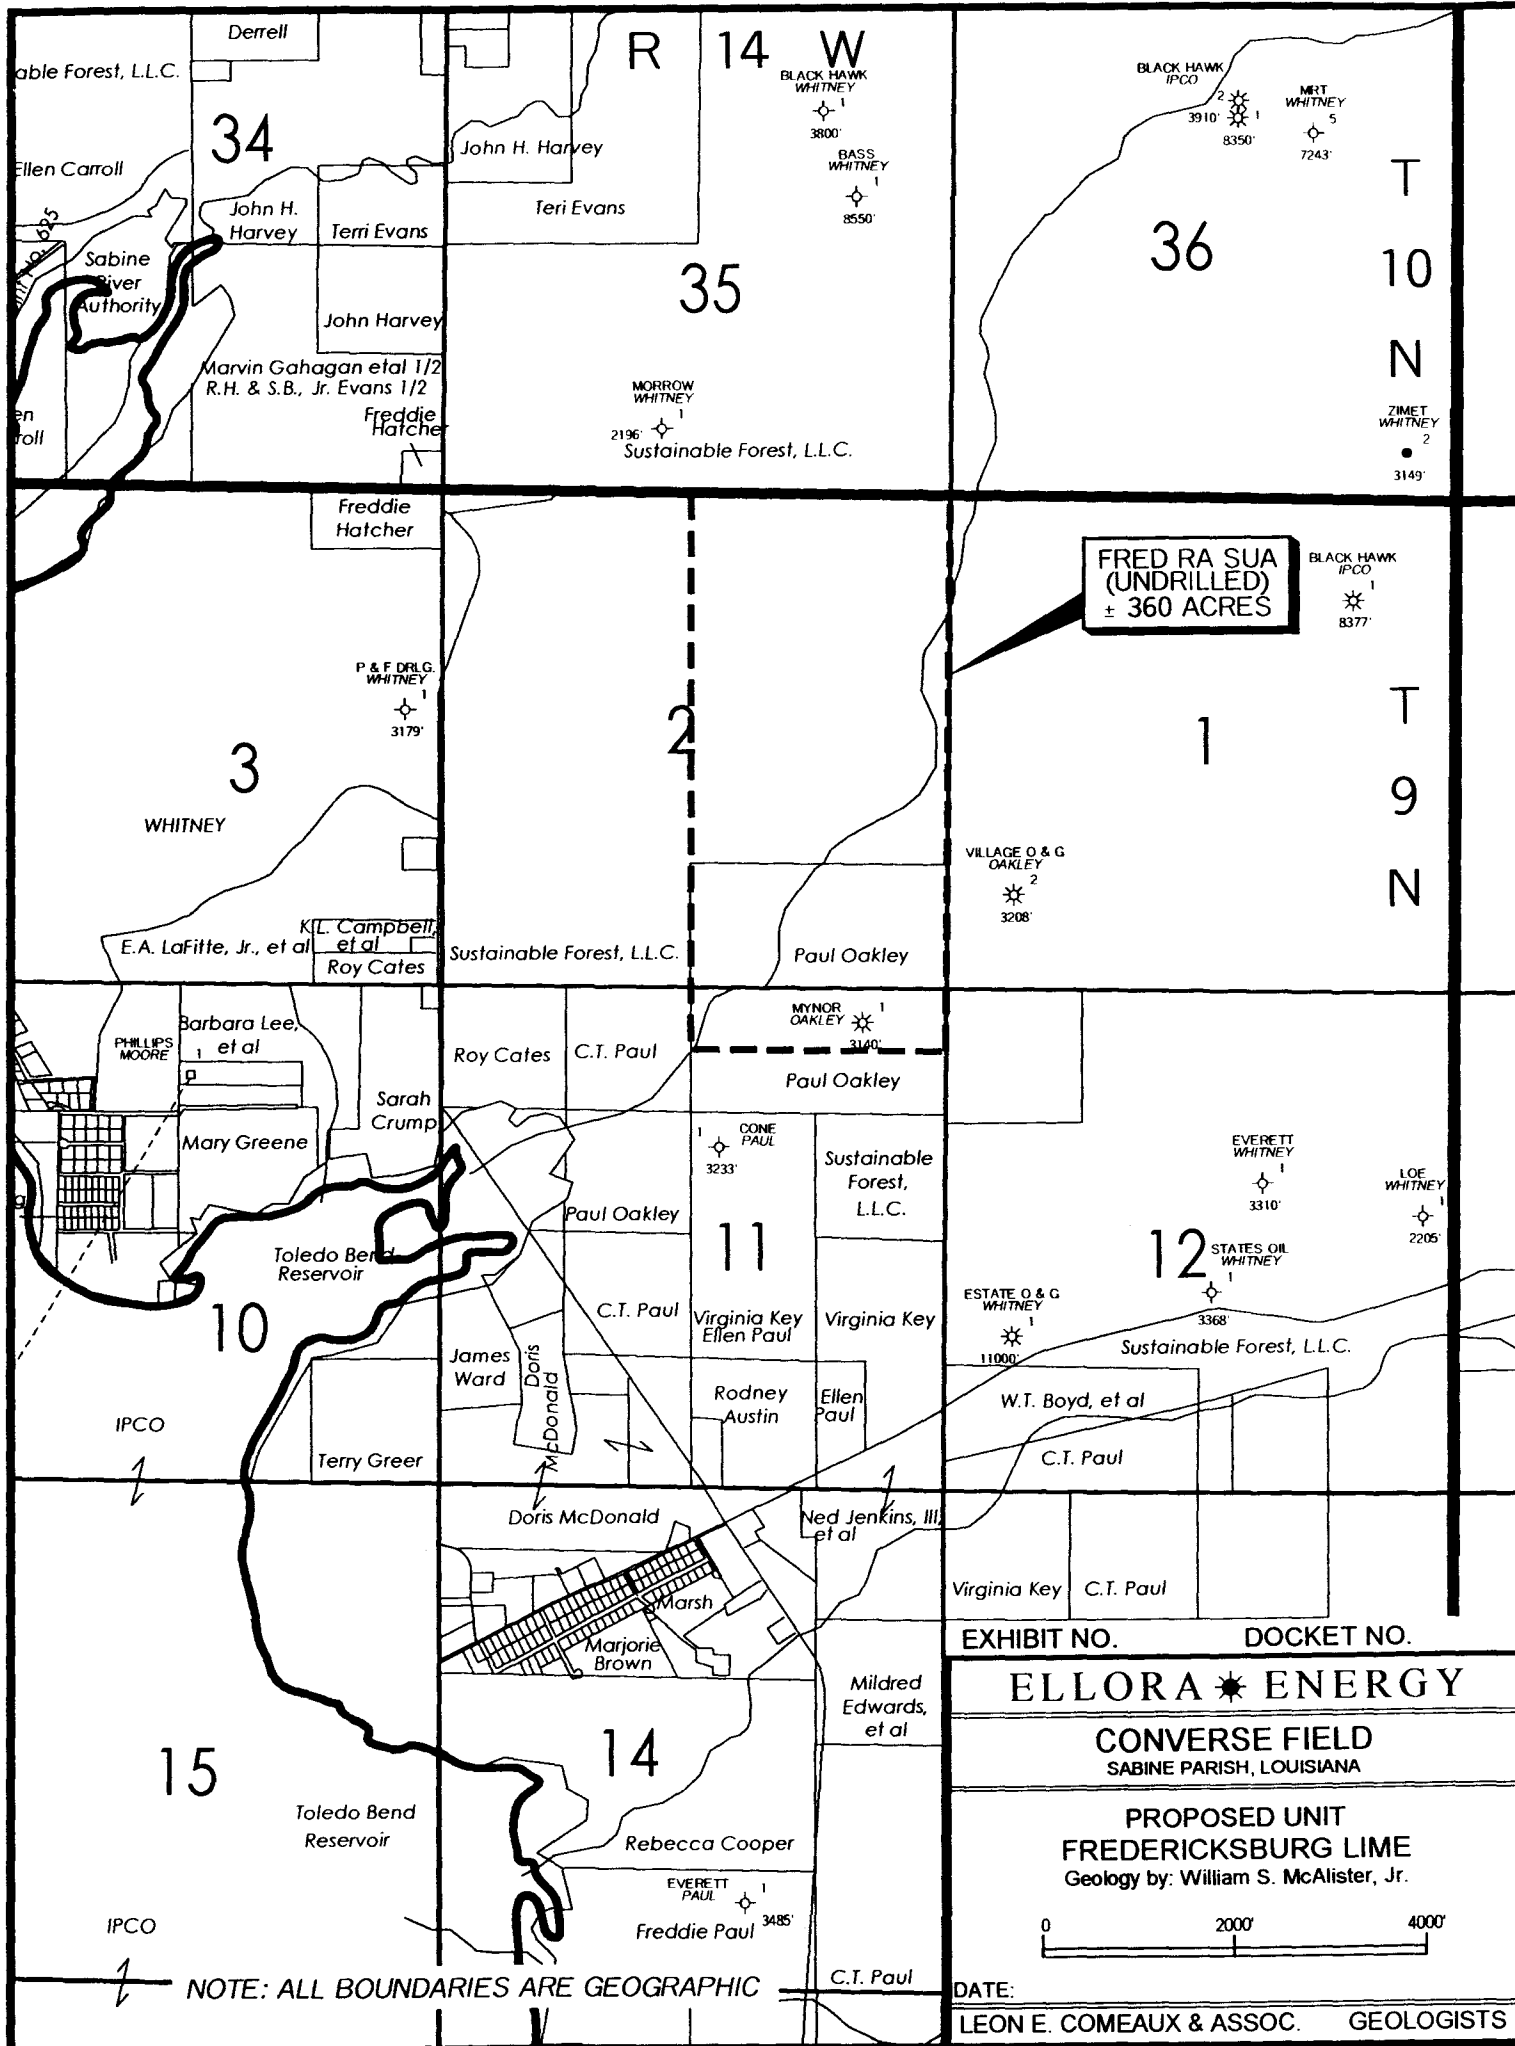 Derrell
R 14 W
able Forest, L.L.C.
BLACK HAWK
WHITNEY
1
3800'
BLACK HAWK
IPCO
2
3910'
1
8350'
MRT
WHITNEY
5
7243'
34
John H. Harvey
BASS
WHITNEY
1
8550'
T
10
N
Ellen Carroll
John H.
Harvey
Terri Evans
Teri Evans
No. 625
36
Sabine
River
Authority
35
John Harvey
Marvin Gahagan etal 1/2
R.H. & S.B., Jr. Evans 1/2
MORROW
WHITNEY
1
2196'
Freddie
Hatcher
en
roll
ZIMET
WHITNEY
2
3149'
Sustainable Forest, L.L.C.
Freddie
Hatcher
FRED RA SUA
(UNDRILLED)
± 360 ACRES
BLACK HAWK
IPCO
1
8377'
P & F DRLG.
WHITNEY
1
3179'
T
9
N
2
1
3
WHITNEY
VILLAGE O & G
OAKLEY
2
3208'
K.L. Campbell,
et al
E.A. LaFitte, Jr., et al
Roy Cates
Sustainable Forest, L.L.C.
Paul Oakley
PHILLIPS
MOORE
1
Barbara Lee,
et al
MYNOR
OAKLEY
1
3140'
Roy Cates
C.T. Paul
Paul Oakley
Sarah
Crump
Mary Greene
CONE
PAUL
1
3233'
Sustainable
Forest,
L.L.C.
EVERETT
WHITNEY
1
3310'
LOE
WHITNEY
1
2205'
Paul Oakley
g
11
12
Toledo Bend
Reservoir
STATES OIL
WHITNEY
1
3368'
10
C.T. Paul
Virginia Key
Ellen Paul
Virginia Key
ESTATE O & G
WHITNEY
1
11000'
Sustainable Forest, L.L.C.
James
Ward
Doris
McDonald
Rodney
Austin
Ellen
Paul
W.T. Boyd, et al
IPCO
Terry Greer
C.T. Paul
Doris McDonald
Ned Jenkins, III,
et al
Marsh
Virginia Key
C.T. Paul
Marjorie
Brown
Mildred
Edwards,
et al
15
14
Toledo Bend
Reservoir
Rebecca Cooper
EVERETT
PAUL
1
3485'
IPCO
Freddie Paul
C.T. Paul
NOTE: ALL BOUNDARIES ARE GEOGRAPHIC
EXHIBIT NO. DOCKET NO.
ELLORA ENERGY
CONVERSE FIELD
SABINE PARISH, LOUISIANA
PROPOSED UNIT
FREDERICKSBURG LIME
Geology by: William S. McAlister, Jr.
0 2000' 4000'
DATE:
LEON E. COMEAUX & ASSOC. GEOLOGISTS